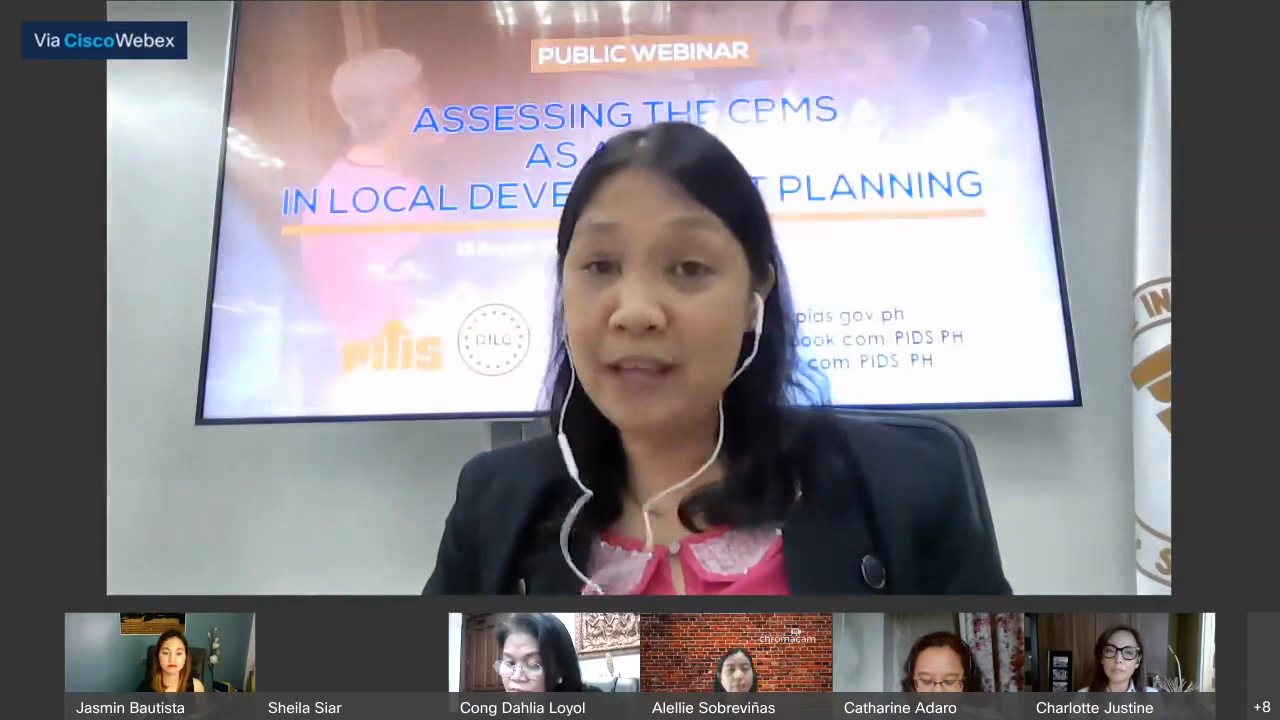 Via CiscoWebex
PUBLIC WEBINAR
ASSESSING THE CBMS
AS A
IN LOCAL DEVE T PLANNING
PIDS
DILG
pids gov ph
ook com PIDS PH
com PIDS PH
IN
S
chromacam
Jasmin Bautista
Sheila Siar
Cong Dahlia Loyol
Alellie Sobreviñas
Catharine Adaro
Charlotte Justine
+8